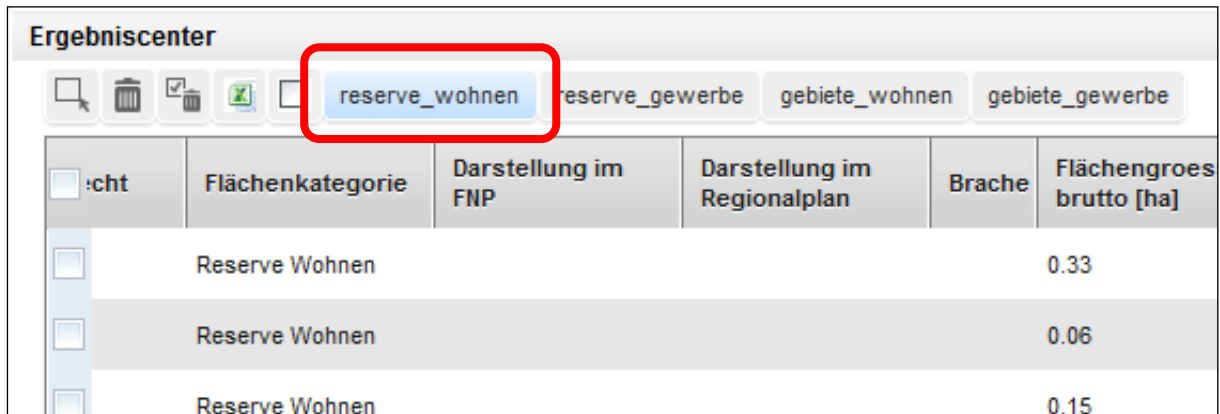 Ergebniscenter
reserve_wohnen reserve_gewerbe gebiete_wohnen gebiete_gewerbe
:cht Flächenkategorie Darstellung im FNP Darstellung im Regionalplan Brache Flächengroes brutto [ha]
Reserve Wohnen 0.33
Reserve Wohnen 0.06
Reserve Wohnen 0.15